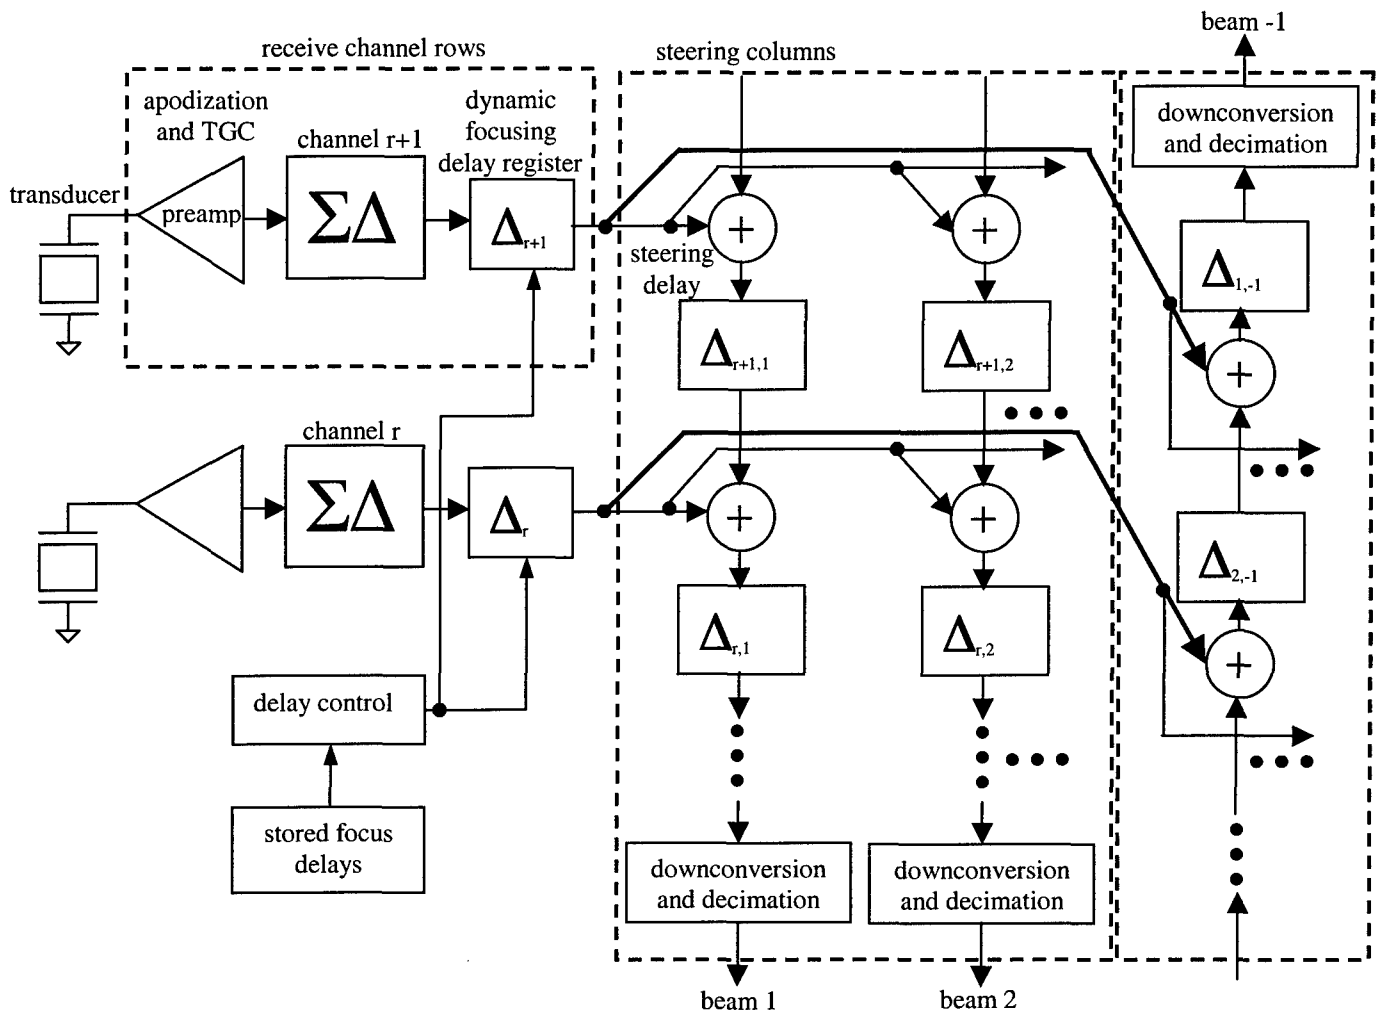 beam -1
receive channel rows
steering columns
apodization
and TGC
channel r+1
dynamic
focusing
delay register
downconversion
and decimation
transducer
preamp
ΣΔ
Δr+1
+
+
steering
delay
Δ1,-1
Δr+1,1
Δr+1,2
+
channel r
ΣΔ
Δr
+
+
Δ2,-1
Δr,1
Δr,2
+
delay control
stored focus
delays
downconversion
and decimation
downconversion
and decimation
beam 1
beam 2